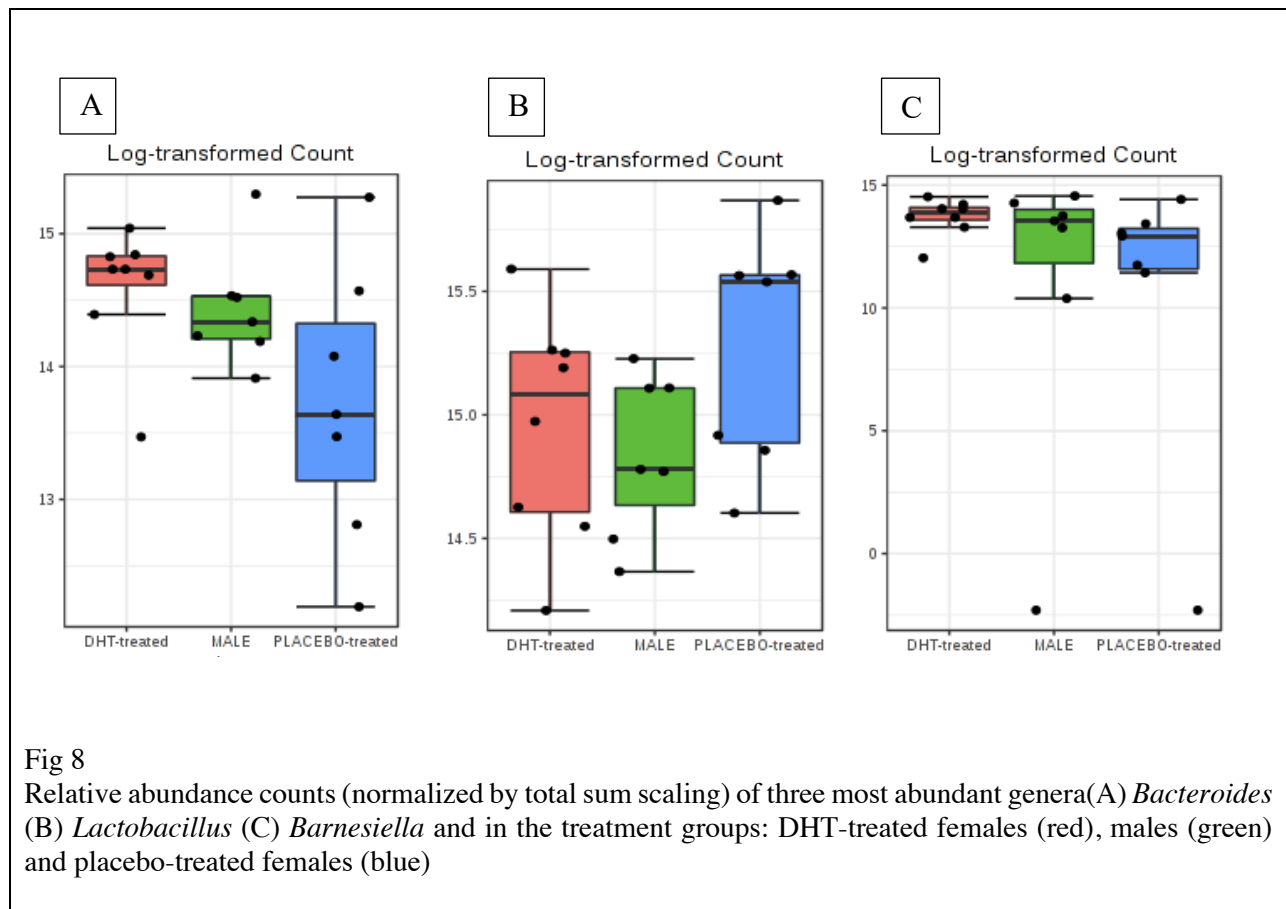 A
B
C
Log-transformed Count
Log-transformed Count
Log-transformed Count
15
14
13
DHT-treated MALE PLACEBO-treated
15.5
15.0
14.5
DHT-treated MALE PLACEBO-treated
15
10
5
0
DHT-treated MALE PLACEBO-treated
Fig 8
Relative abundance counts (normalized by total sum scaling) of three most abundant genera(A) Bacteroides
(B) Lactobacillus (C) Barnesiella and in the treatment groups: DHT-treated females (red), males (green)
and placebo-treated females (blue)